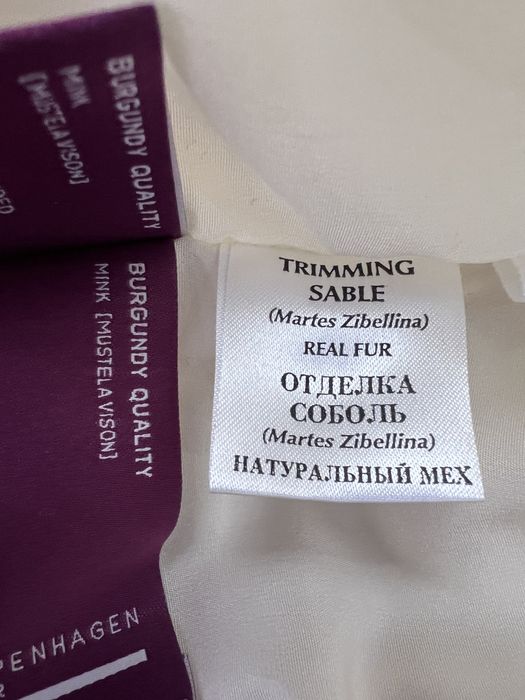 BURGUNDY QUALITY
MINK
[MUSTELA VISON]
BURGUNDY QUALITY
MINK [MUSTELA VISON]
PENHAGEN
R
TRIMMING
SABLE
(Martes Zibellina)
REAL FUR
ОТДЕЛКА
СОБОЛЬ
(Martes Zibellina)
НАТУРАЛЬНЫЙ МЕХ